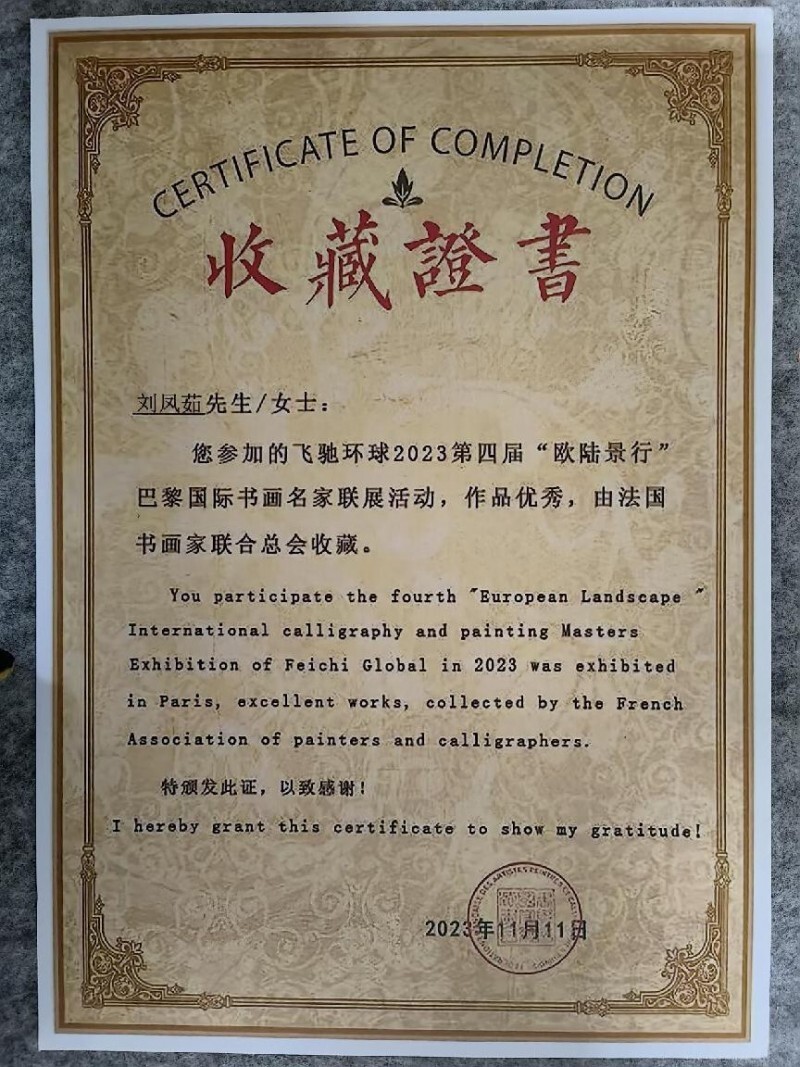 CERTIFICATE OF COMPLETION
收藏證書
刘凤茹先生/女士：
您参加的飞驰环球2023第四届“欧陆景行”
巴黎国际书画名家联展活动，作品优秀，由法国
书画家联合总会收藏。
You participate the fourth "European Landscape "
International calligraphy and painting Masters
Exhibition of Feichi Global in 2023 was exhibited
in Paris, excellent works, collected by the French
Association of painters and calligraphers.
特颁发此证，以致感谢！
I hereby grant this certificate to show my gratitude!
DES ARTISTES PEINTRES
2023年11月11日